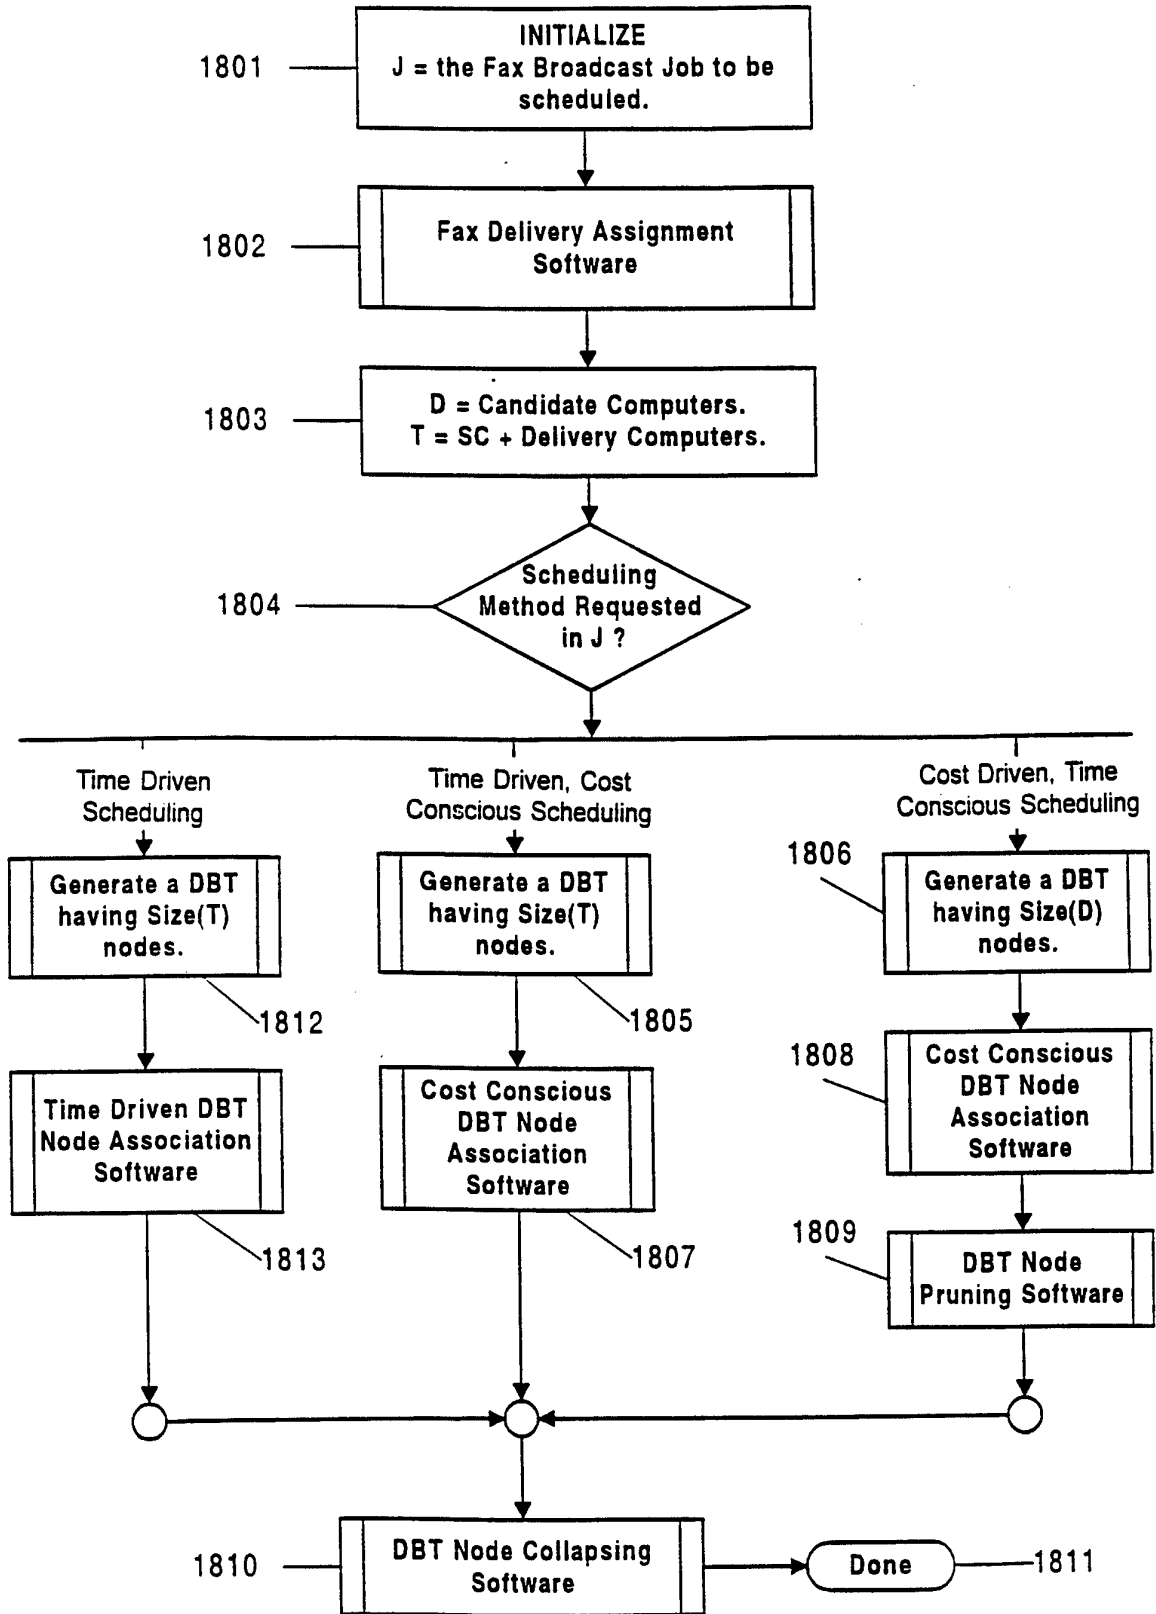 INITIALIZE
J = the Fax Broadcast Job to be
scheduled.
1801
Fax Delivery Assignment
Software
1802
D = Candidate Computers.
T = SC + Delivery Computers.
1803
Scheduling
Method Requested
in J ?
1804
Time Driven
Scheduling
Time Driven, Cost
Conscious Scheduling
Cost Driven, Time
Conscious Scheduling
Generate a DBT
having Size(T)
nodes.
1812
Generate a DBT
having Size(T)
nodes.
1805
1806
Generate a DBT
having Size(D)
nodes.
Time Driven DBT
Node Association
Software
1813
Cost Conscious
DBT Node
Association
Software
1807
1808
Cost Conscious
DBT Node
Association
Software
1809
DBT Node
Pruning Software
1810
DBT Node Collapsing
Software
Done
1811